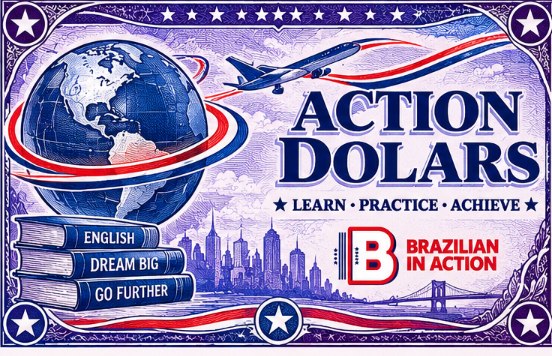 ACTION
DOLARS
★ LEARN · PRACTICE · ACHIEVE ★
ENGLISH
DREAM BIG
GO FURTHER
B BRAZILIAN
IN ACTION